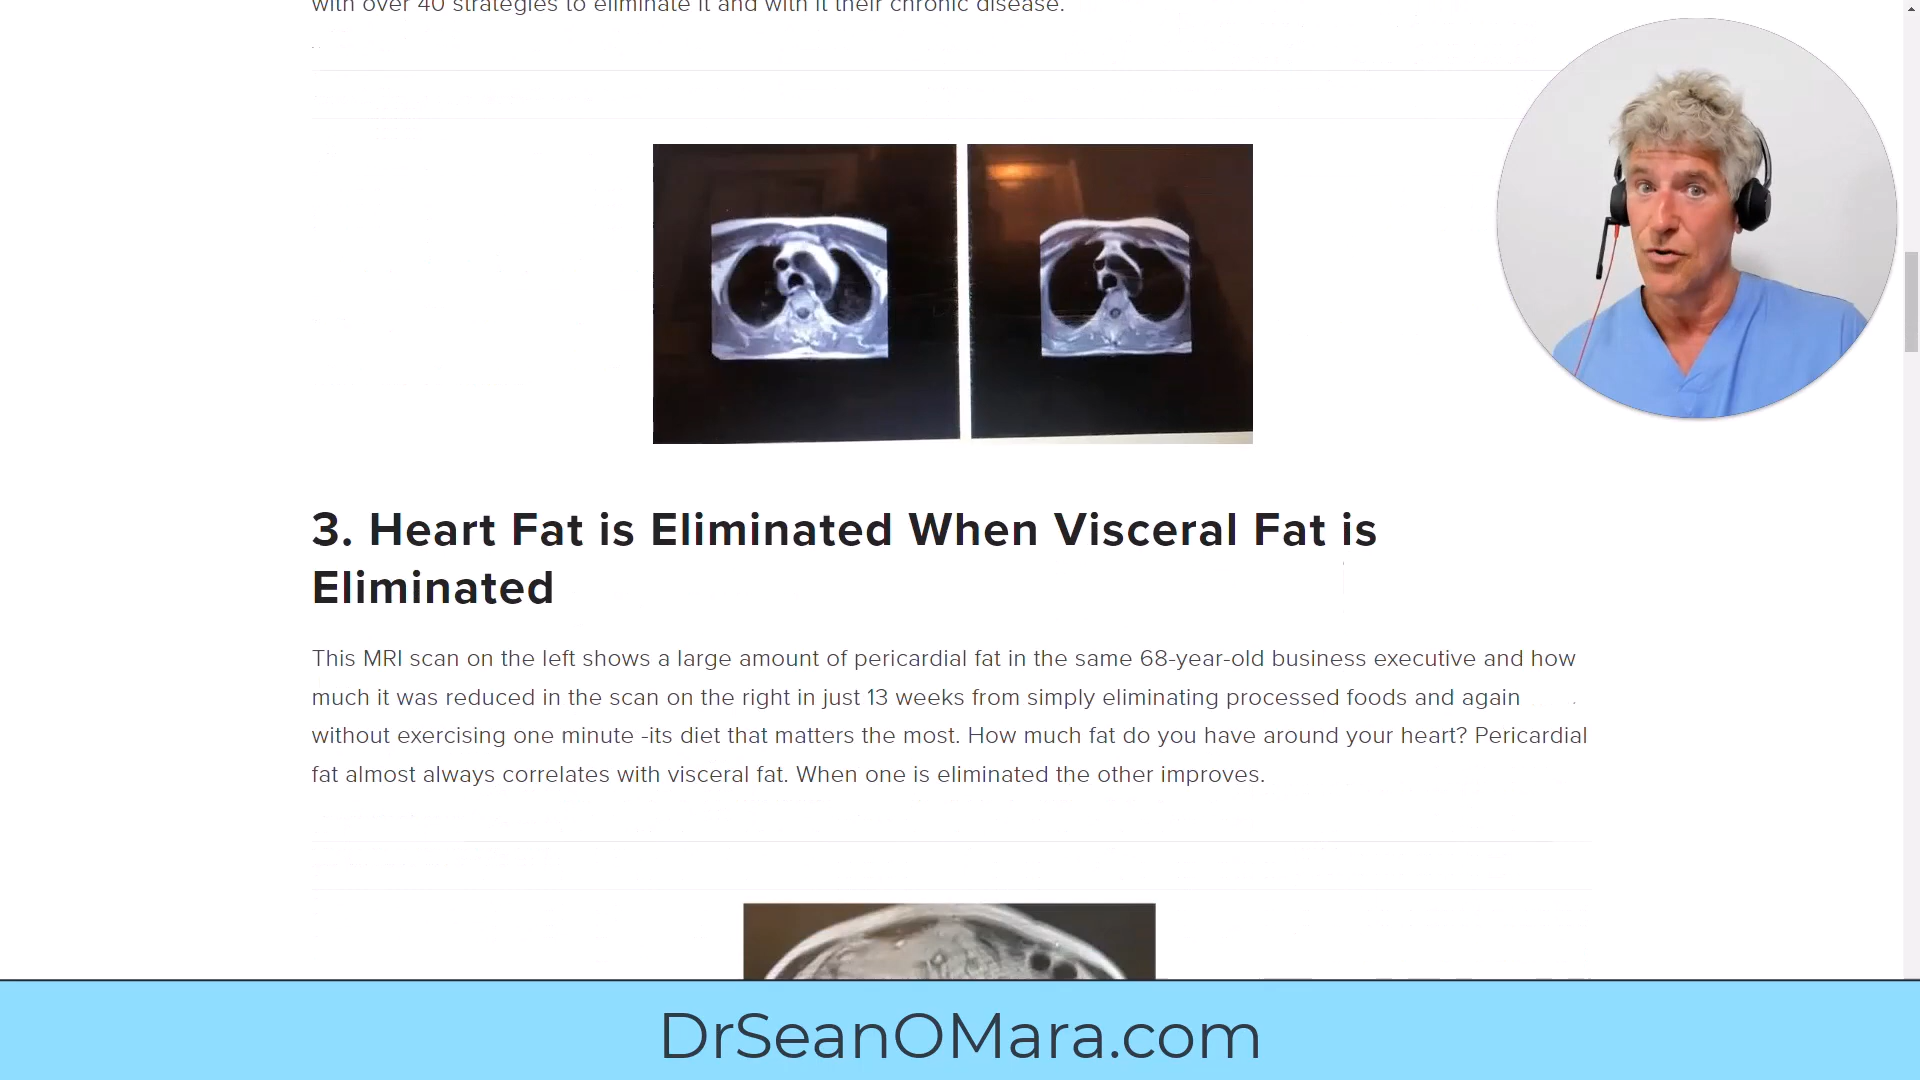 with over 40 strategies to eliminate it and with it their chronic disease.
3. Heart Fat is Eliminated When Visceral Fat is
Eliminated
This MRI scan on the left shows a large amount of pericardial fat in the same 68-year-old business executive and how
much it was reduced in the scan on the right in just 13 weeks from simply eliminating processed foods and again
without exercising one minute -its diet that matters the most. How much fat do you have around your heart? Pericardial
fat almost always correlates with visceral fat. When one is eliminated the other improves.
DrSeanOMara.com